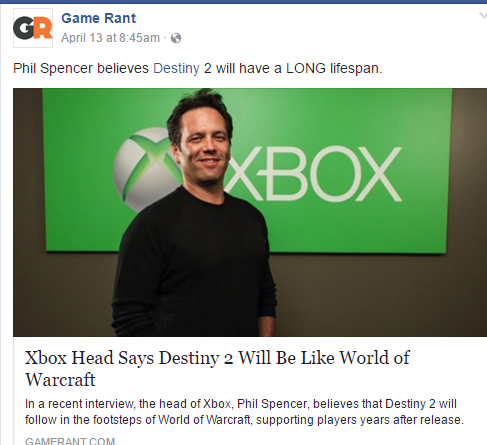 GR
Game Rant
April 13 at 8:45am ·
Phil Spencer believes Destiny 2 will have a LONG lifespan.
XBOX
Xbox Head Says Destiny 2 Will Be Like World of
Warcraft
In a recent interview, the head of Xbox, Phil Spencer, believes that Destiny 2 will
follow in the footsteps of World of Warcraft, supporting players years after release.
GAMERANT.COM